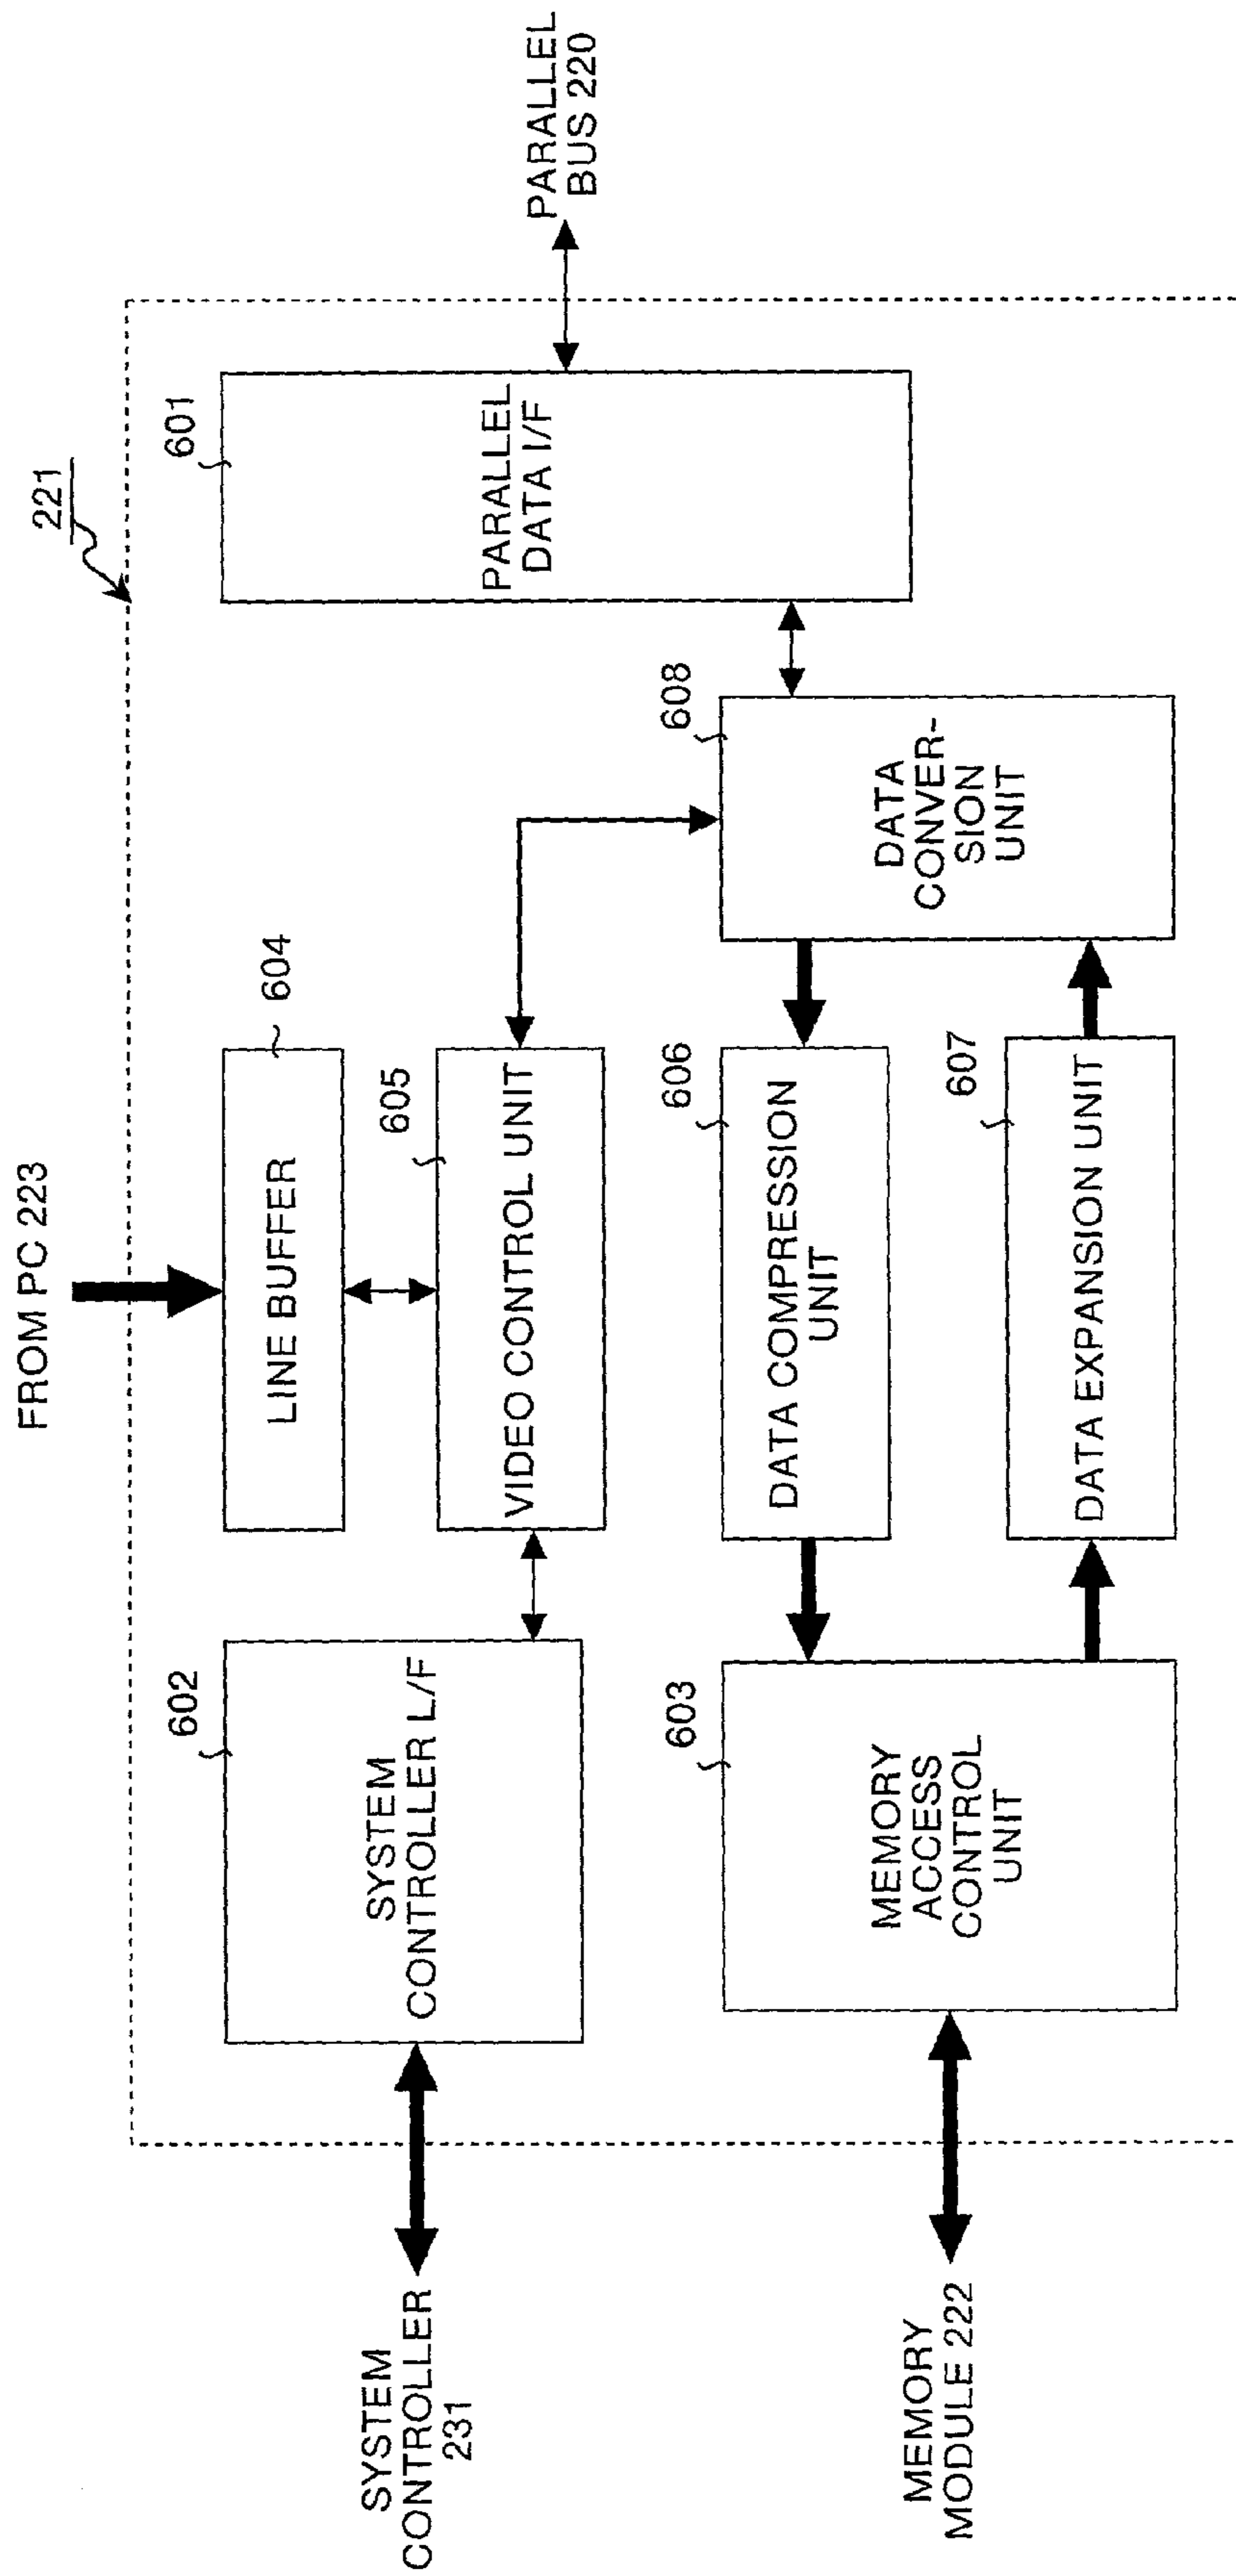 FROM PC 223
221
SYSTEM
CONTROLLER
231
602
SYSTEM
CONTROLLER L/F
LINE BUFFER
604
605
VIDEO CONTROL UNIT
601
PARALLEL
DATA I/F
PARALLEL
BUS 220
MEMORY
MODULE 222
603
MEMORY
ACCESS
CONTROL
UNIT
606
DATA COMPRESSION
UNIT
607
DATA EXPANSION UNIT
608
DATA
CONVER-
SION
UNIT